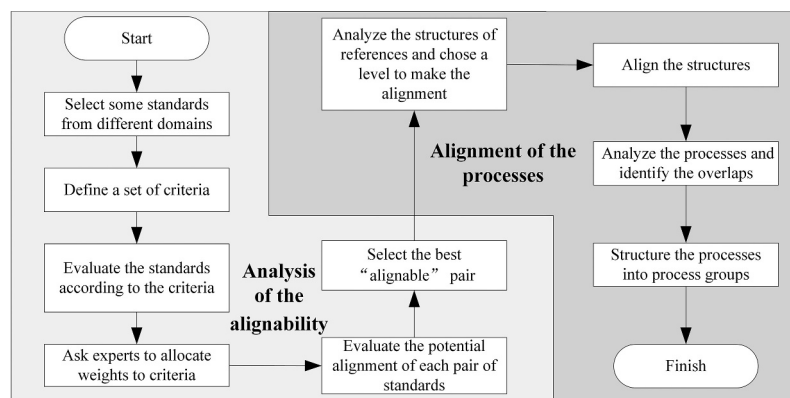 Start
Select some standards
from different domains
Define a set of criteria
Evaluate the standards
according to the criteria
Ask experts to allocate
weights to criteria
Analysis
of the
alignability
Evaluate the potential
alignment of each pair of
standards
Select the best
“alignable” pair
Analyze the structures of
references and chose a
level to make the
alignment
Alignment of the
processes
Align the structures
Analyze the processes and
identify the overlaps
Structure the processes
into process groups
Finish